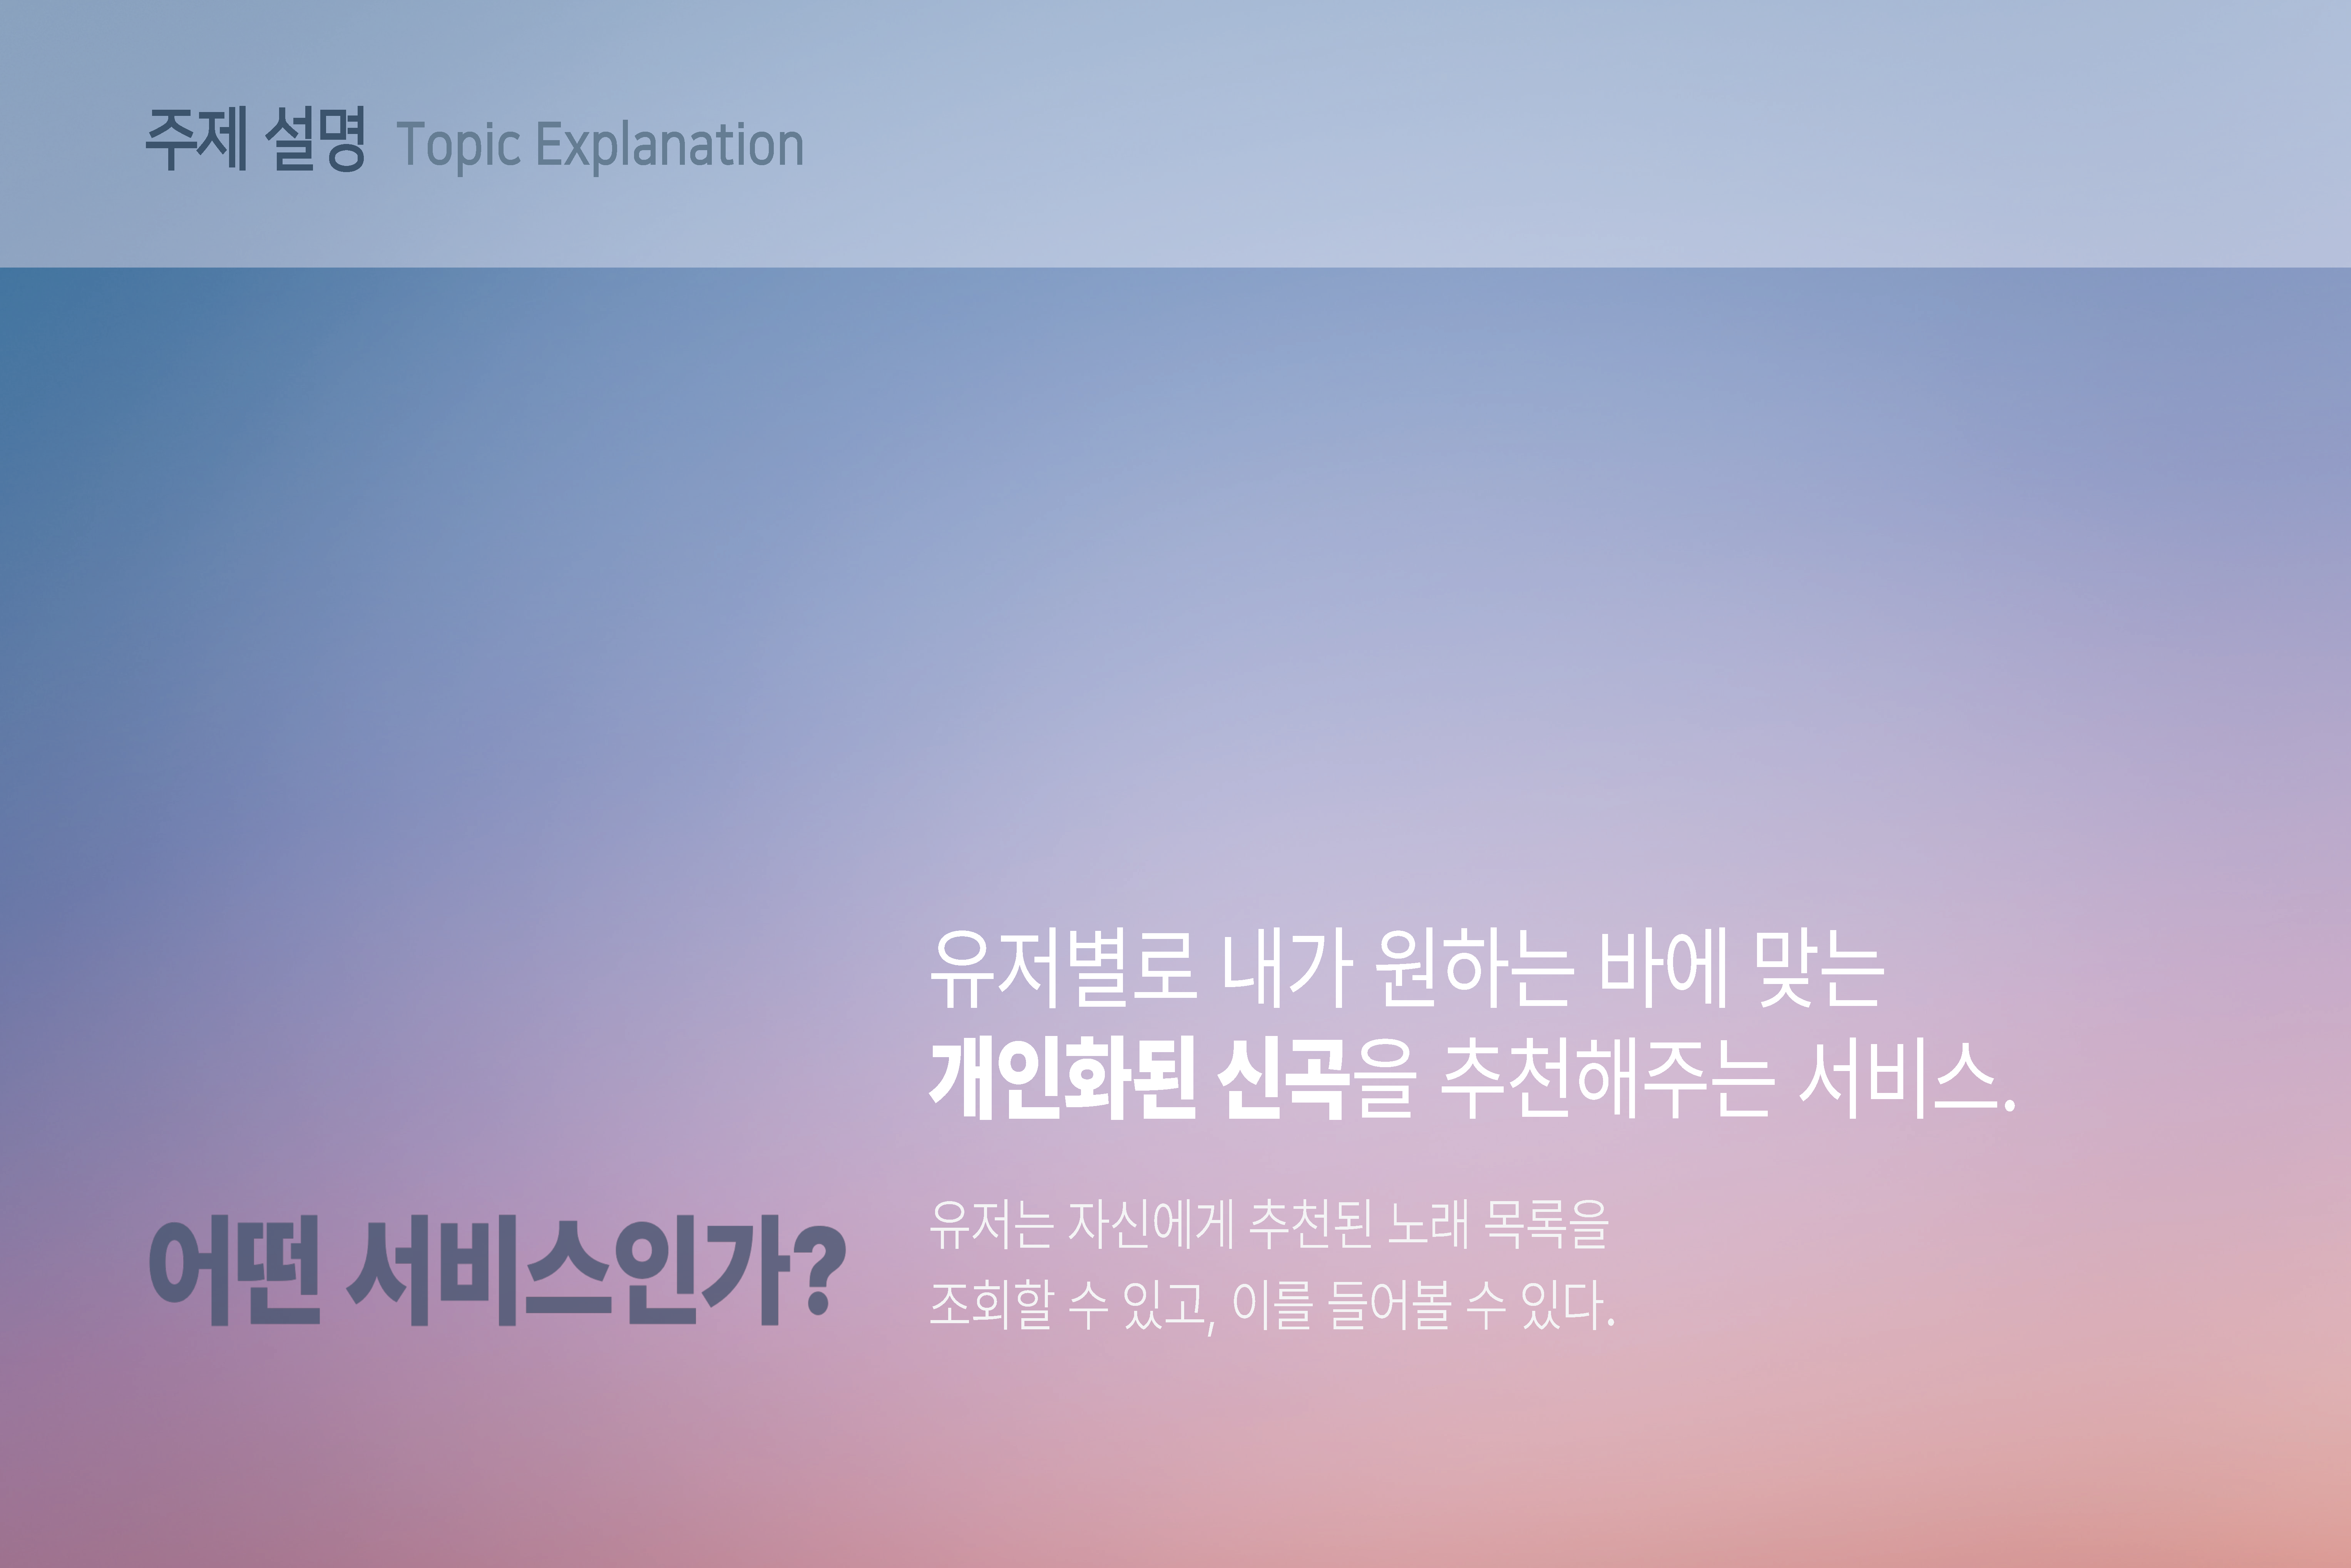 주제 설명 Topic Explanation
유저별로 내가 원하는 바에 맞는
개인화된 신곡을 추천해주는 서비스.
어떤 서비스인가?
유저는 자신에게 추천된 노래 목록을
조회할 수 있고, 이를 들어볼 수 있다.